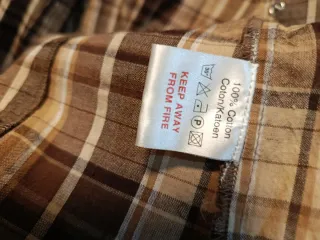 100% Cotton
Coton/Katoen
KEEP AWAY
FROM FIRE